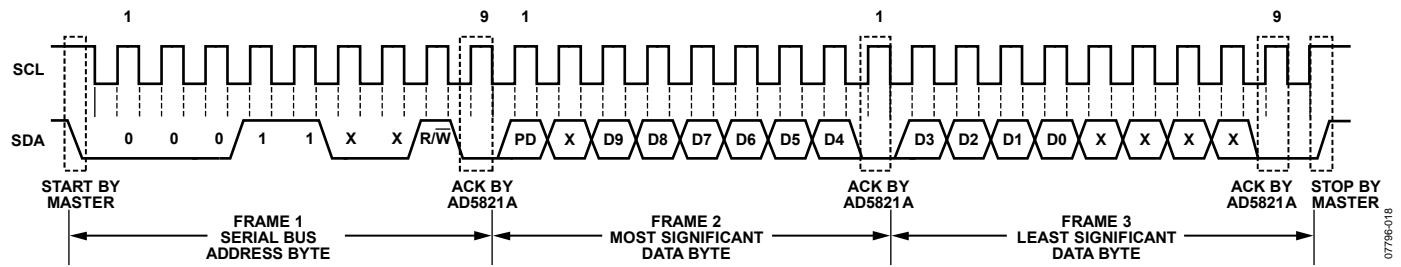 1 9 1 1 9
SCL
SDA 0 0 0 1 1 X X R/W̅ PD X D9 D8 D7 D6 D5 D4 D3 D2 D1 D0 X X X X
START BY
MASTER
ACK BY
AD5821A
ACK BY
AD5821A
ACK BY
AD5821A
STOP BY
MASTER
FRAME 1
SERIAL BUS
ADDRESS BYTE
FRAME 2
MOST SIGNIFICANT
DATA BYTE
FRAME 3
LEAST SIGNIFICANT
DATA BYTE
07796-018